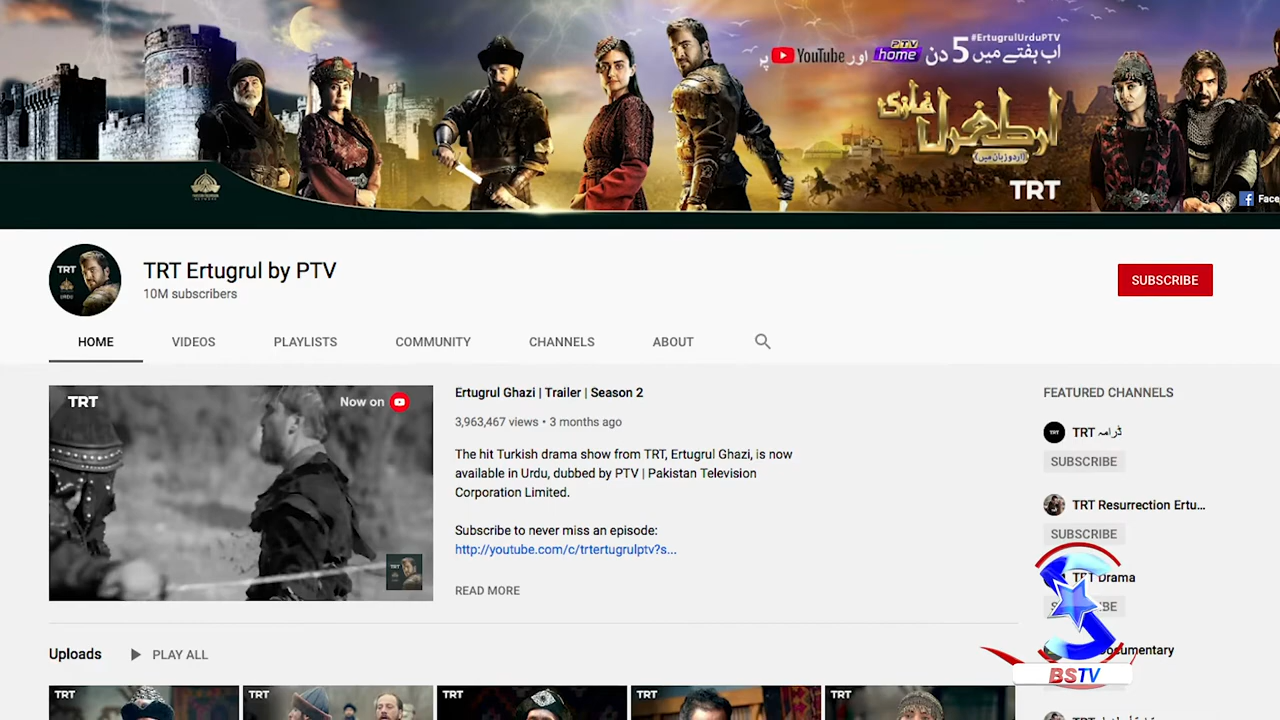 #ErtugrulUrduPTV
اب ہفتے میں 5 دن PTV home اور YouTube پر
ارطغرل غازی
(اردو زبان میں)
TRT
TRT Ertugrul by PTV
10M subscribers
SUBSCRIBE
HOME VIDEOS PLAYLISTS COMMUNITY CHANNELS ABOUT
TRT
Now on
Ertugrul Ghazi | Trailer | Season 2
3,963,467 views • 3 months ago
The hit Turkish drama show from TRT, Ertugrul Ghazi, is now
available in Urdu, dubbed by PTV | Pakistan Television
Corporation Limited.
Subscribe to never miss an episode:
http://youtube.com/c/trtertugrulptv?s...
READ MORE
FEATURED CHANNELS
TRT ڈرامہ
SUBSCRIBE
TRT Resurrection Ertu...
SUBSCRIBE
TRT Drama
BSTV
Uploads PLAY ALL
TRT TRT TRT TRT TRT